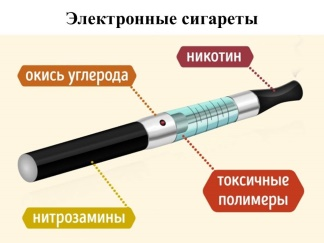 Электронные сигареты
никотин
окись углерода
токсичные
полимеры
нитрозамины